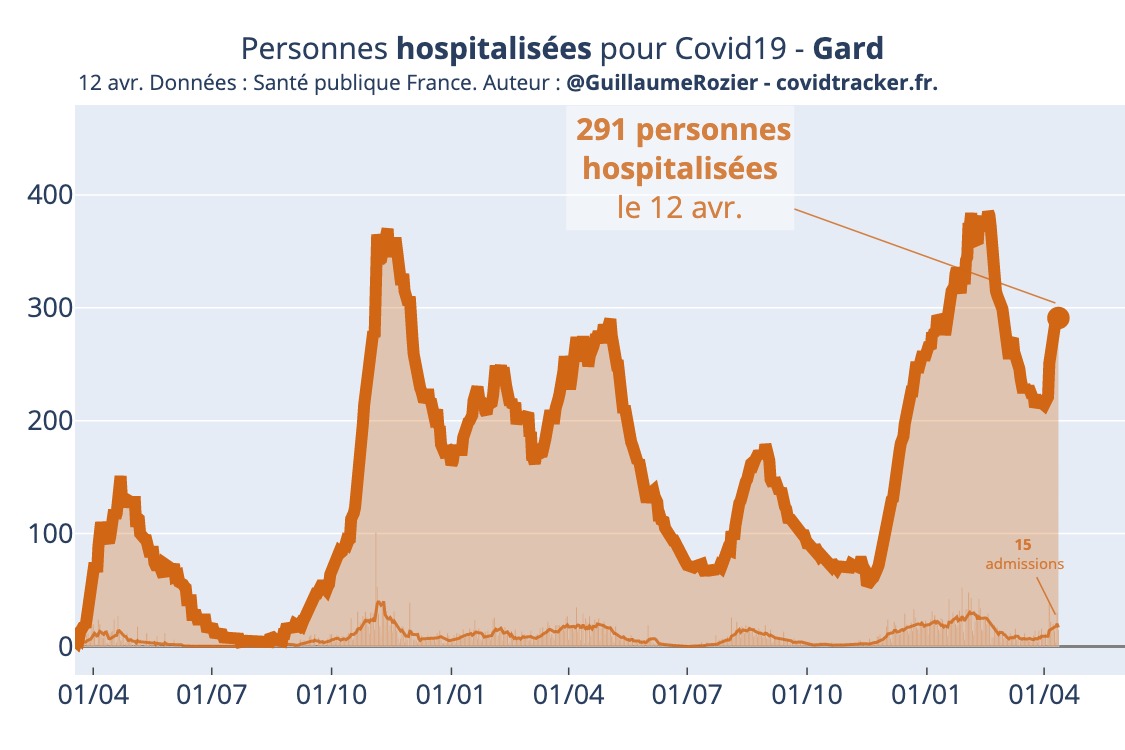 Personnes hospitalisées pour Covid19 - Gard
12 avr. Données : Santé publique France. Auteur : @GuillaumeRozier - covidtracker.fr.
291 personnes
hospitalisées
le 12 avr.
400
300
200
100
15
admissions
0
01/04
01/07
01/10
01/01
01/04
01/07
01/10
01/01
01/04